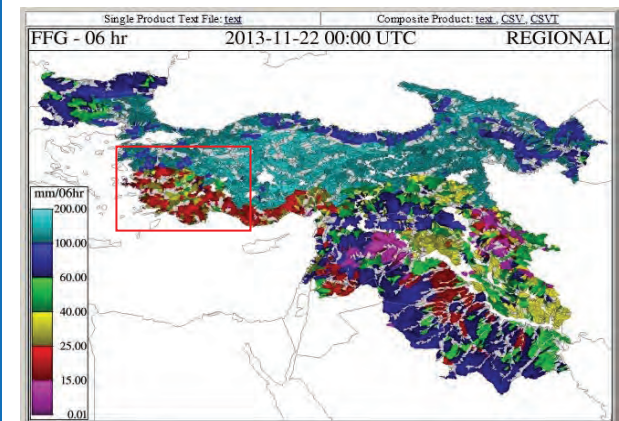 Single Product Text File: text
Composite Product: text , CSV , CSVT
FFG - 06 hr 2013-11-22 00:00 UTC REGIONAL
mm/06hr
200.00
100.00
60.00
40.00
25.00
15.00
0.01